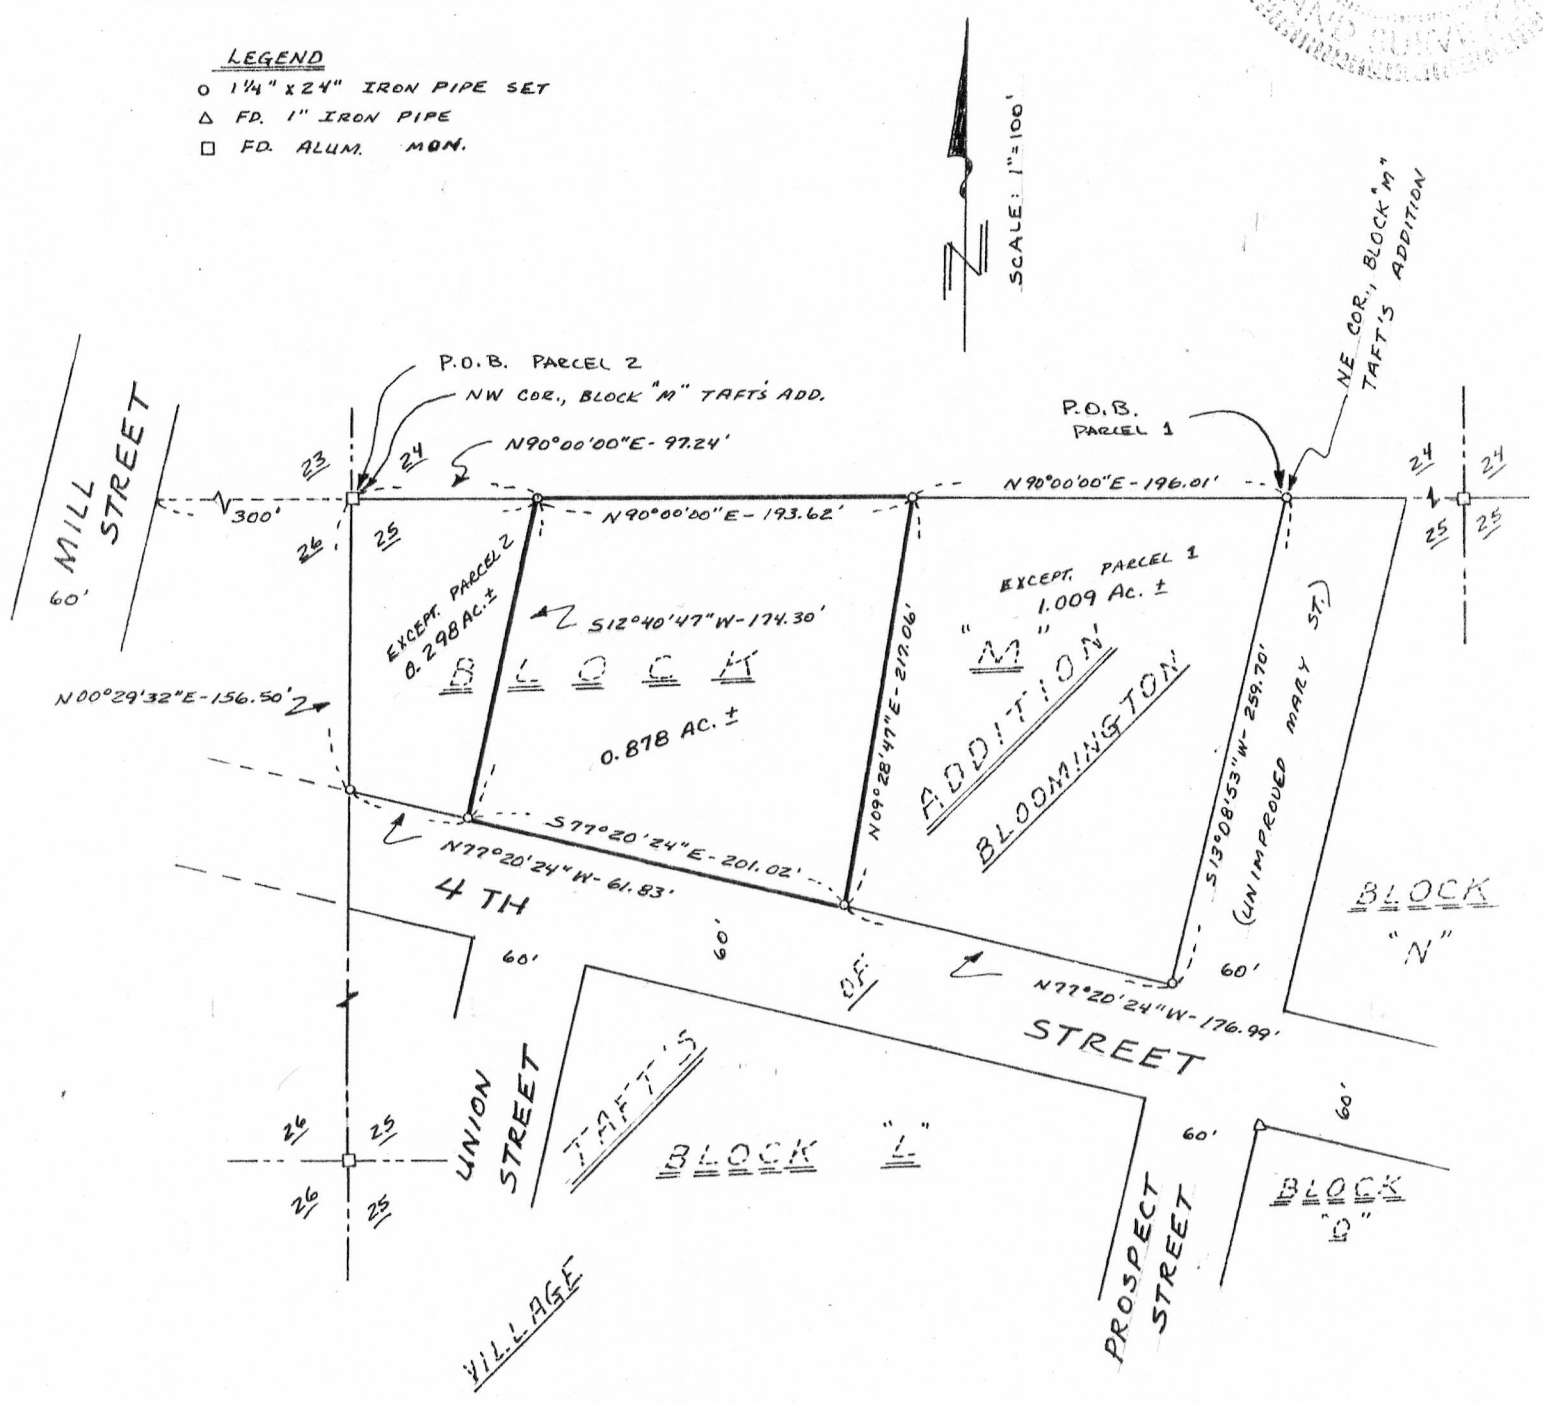 LEGEND
1 1/4" x 24" IRON PIPE SET
FD. 1" IRON PIPE
FD. ALUM. MON.
SCALE: 1"=100'
N
NE COR., BLOCK "M"
TAFT'S ADDITION
P.O.B. PARCEL 2
NW COR., BLOCK "M" TAFT'S ADD.
P.O.B.
PARCEL 1
MILL
STREET
60'
300'
23
24
26
25
N90°00'00"E-97.24'
N90°00'00"E-193.62'
N90°00'00"E-196.01'
24
24
25
25
EXCEPT. PARCEL 2
0.298 AC. ±
S12°40'47"W-174.30'
EXCEPT. PARCEL 1
1.009 AC. ±
BLOCK
"M"
0.878 AC. ±
N00°29'32"E-156.50'
N09°28'47"E-217.06'
ADDITION
BLOOMINGTON
S13°08'53"W-259.70'
(UNIMPROVED MARY ST.)
S77°20'24"E-201.02'
N77°20'24"W-61.83'
4 TH
60'
60'
OF
60'
N77°20'24"W-176.99'
STREET
BLOCK
"N"
UNION
STREET
TAFT'S
BLOCK "L"
26
25
26
25
60'
60'
PROSPECT
STREET
BLOCK
VILLAGE